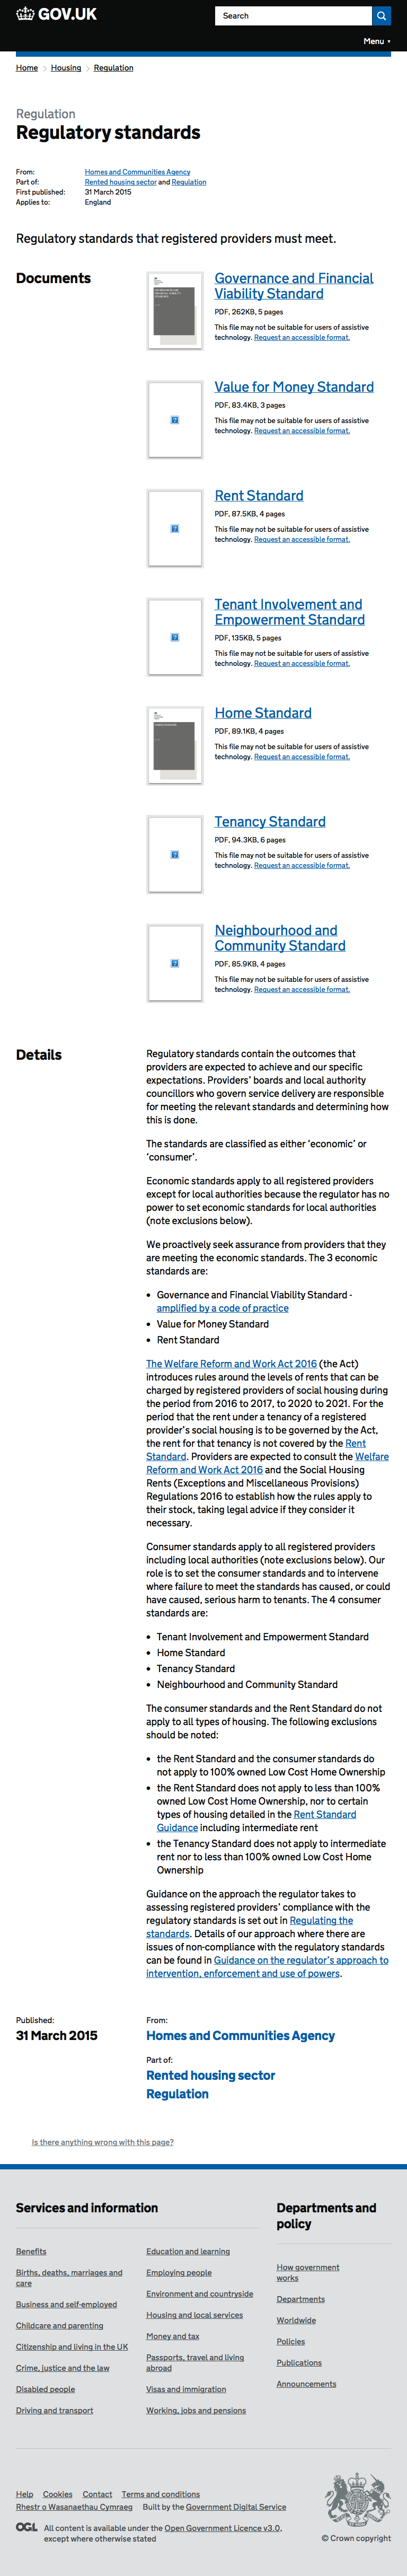 GOV.UK
Search
Menu
Home
Housing
Regulation
Regulation
Regulatory standards
From: Homes and Communities Agency
Part of: Rented housing sector and Regulation
First published: 31 March 2015
Applies to: England
Regulatory standards that registered providers must meet.
Documents
Governance and Financial
Viability Standard
PDF, 262KB, 5 pages
This file may not be suitable for users of assistive
technology. Request an accessible format.
Value for Money Standard
PDF, 83.4KB, 3 pages
This file may not be suitable for users of assistive
technology. Request an accessible format.
Rent Standard
PDF, 87.5KB, 4 pages
This file may not be suitable for users of assistive
technology. Request an accessible format.
Tenant Involvement and
Empowerment Standard
PDF, 135KB, 5 pages
This file may not be suitable for users of assistive
technology. Request an accessible format.
Home Standard
PDF, 89.1KB, 4 pages
This file may not be suitable for users of assistive
technology. Request an accessible format.
Tenancy Standard
PDF, 94.3KB, 6 pages
This file may not be suitable for users of assistive
technology. Request an accessible format.
Neighbourhood and
Community Standard
PDF, 85.9KB, 4 pages
This file may not be suitable for users of assistive
technology. Request an accessible format.
Details
Regulatory standards contain the outcomes that
providers are expected to achieve and our specific
expectations. Providers’ boards and local authority
councillors who govern service delivery are responsible
for meeting the relevant standards and determining how
this is done.
The standards are classified as either ‘economic’ or
‘consumer’.
Economic standards apply to all registered providers
except for local authorities because the regulator has no
power to set economic standards for local authorities
(note exclusions below).
We proactively seek assurance from providers that they
are meeting the economic standards. The 3 economic
standards are:
• Governance and Financial Viability Standard -
amplified by a code of practice
• Value for Money Standard
• Rent Standard
The Welfare Reform and Work Act 2016 (the Act)
introduces rules around the levels of rents that can be
charged by registered providers of social housing during
the period from 2016 to 2017, to 2020 to 2021. For the
period that the rent under a tenancy of a registered
provider’s social housing is to be governed by the Act,
the rent for that tenancy is not covered by the Rent
Standard. Providers are expected to consult the Welfare
Reform and Work Act 2016 and the Social Housing
Rents (Exceptions and Miscellaneous Provisions)
Regulations 2016 to establish how the rules apply to
their stock, taking legal advice if they consider it
necessary.
Consumer standards apply to all registered providers
including local authorities (note exclusions below). Our
role is to set the consumer standards and to intervene
where failure to meet the standards has caused, or could
have caused, serious harm to tenants. The 4 consumer
standards are:
• Tenant Involvement and Empowerment Standard
• Home Standard
• Tenancy Standard
• Neighbourhood and Community Standard
The consumer standards and the Rent Standard do not
apply to all types of housing. The following exclusions
should be noted:
• the Rent Standard and the consumer standards do
not apply to 100% owned Low Cost Home Ownership
• the Rent Standard does not apply to less than 100%
owned Low Cost Home Ownership, nor to certain
types of housing detailed in the Rent Standard
Guidance including intermediate rent
• the Tenancy Standard does not apply to intermediate
rent nor to less than 100% owned Low Cost Home
Ownership
Guidance on the approach the regulator takes to
assessing registered providers’ compliance with the
regulatory standards is set out in Regulating the
standards. Details of our approach where there are
issues of non-compliance with the regulatory standards
can be found in Guidance on the regulator’s approach to
intervention, enforcement and use of powers.
Published:
31 March 2015
From:
Homes and Communities Agency
Part of:
Rented housing sector
Regulation
Is there anything wrong with this page?
Services and information
Benefits
Births, deaths, marriages and
care
Business and self-employed
Childcare and parenting
Citizenship and living in the UK
Crime, justice and the law
Disabled people
Driving and transport
Education and learning
Employing people
Environment and countryside
Housing and local services
Money and tax
Passports, travel and living
abroad
Visas and immigration
Working, jobs and pensions
Departments and
policy
How government
works
Departments
Worldwide
Policies
Publications
Announcements
Help Cookies Contact Terms and conditions
Rhestr o Wasanaethau Cymraeg Built by the Government Digital Service
OGL All content is available under the Open Government Licence v3.0,
except where otherwise stated
© Crown copyright